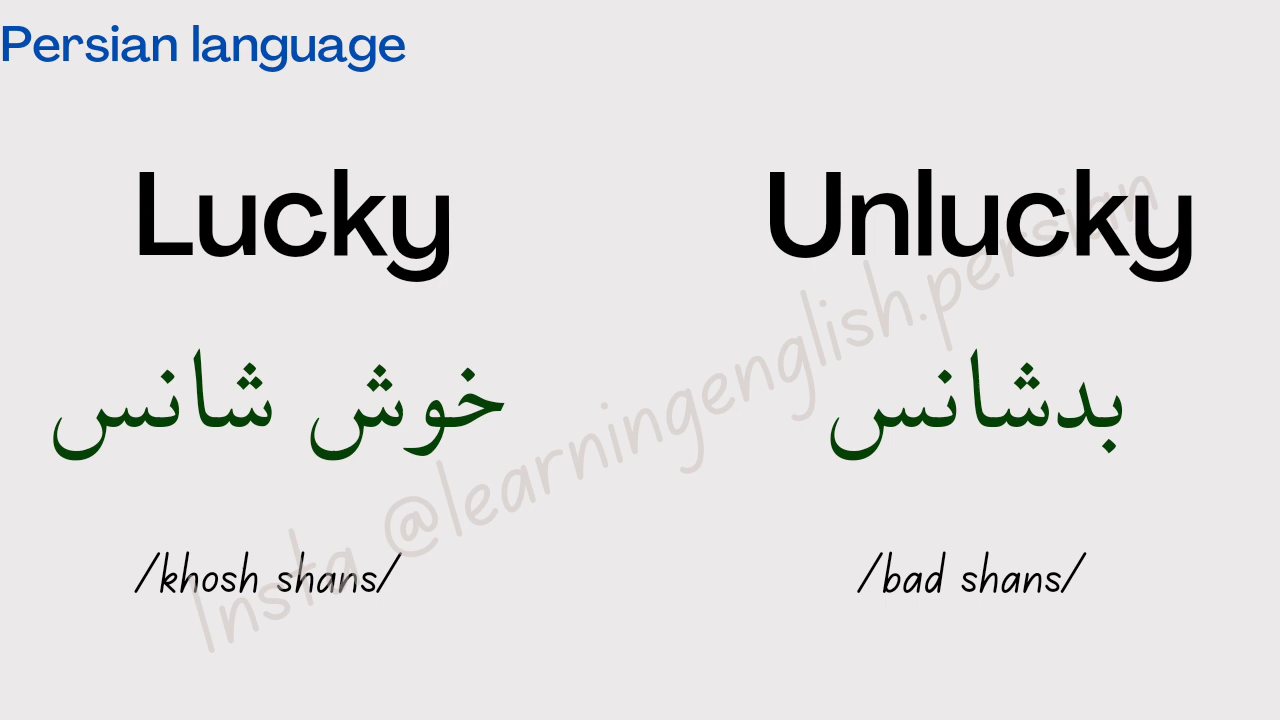 Persian language
Lucky
خوش شانس
/khosh shans/
Unlucky
بدشانس
/bad shans/
Insta @learningenglish.persian